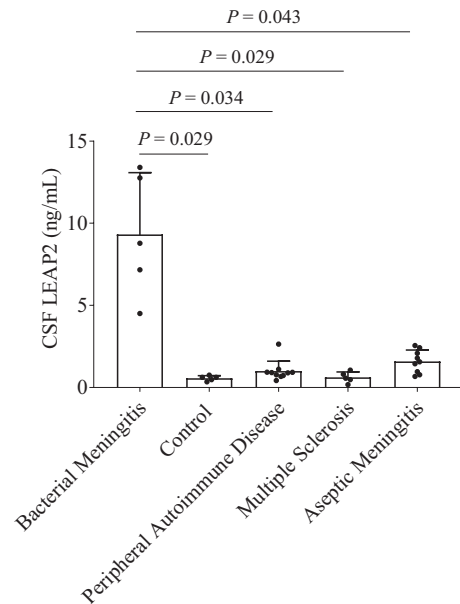 P = 0.043
P = 0.029
P = 0.034
P = 0.029
15
10
5
0
CSF LEAP2 (ng/mL)
Bacterial Meningitis
Control
Peripheral Autoimmune Disease
Multiple Sclerosis
Aseptic Meningitis